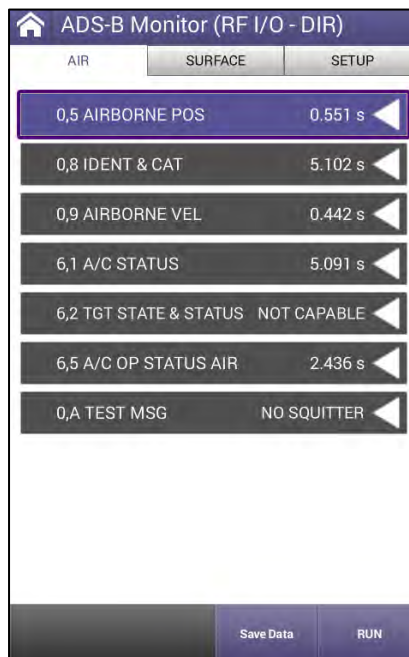 ADS-B Monitor (RF I/O - DIR)
AIR SURFACE SETUP
0,5 AIRBORNE POS 0.551 s
0,8 IDENT & CAT 5.102 s
0,9 AIRBORNE VEL 0.442 s
6,1 A/C STATUS 5.091 s
6,2 TGT STATE & STATUS NOT CAPABLE
6,5 A/C OP STATUS AIR 2.436 s
0,A TEST MSG NO SQUITTER
Save Data RUN